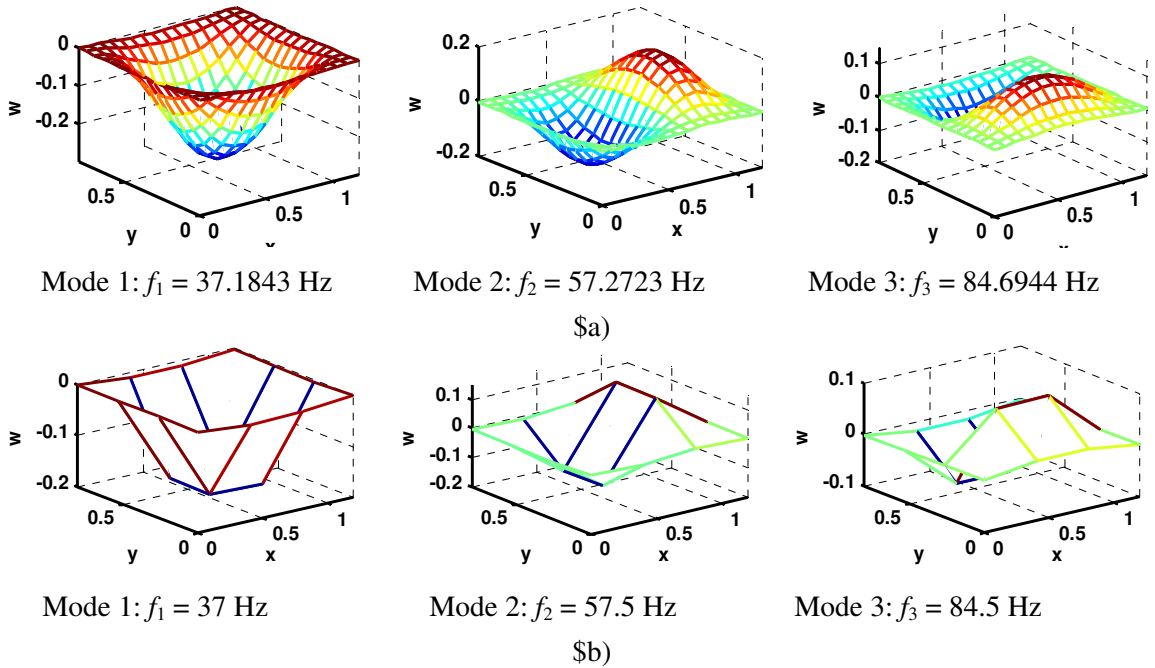 0
-0.1
-0.2
w
0.5
0
y
0
0.5
1
0.2
0
-0.2
w
0.5
0
y
0
0.5
1
x
0.1
0
-0.1
-0.2
w
0.5
0
y
0
0.5
1
Mode 1: f1 = 37.1843 Hz
Mode 2: f2 = 57.2723 Hz
Mode 3: f3 = 84.6944 Hz
$a)
0
-0.1
-0.2
w
0.5
0
y
0
0.5
1
x
0.1
0
-0.1
-0.2
w
0.5
0
y
0
0.5
1
x
0.1
0
-0.1
w
0.5
0
y
0
0.5
1
x
Mode 1: f1 = 37 Hz
Mode 2: f2 = 57.5 Hz
Mode 3: f3 = 84.5 Hz
$b)